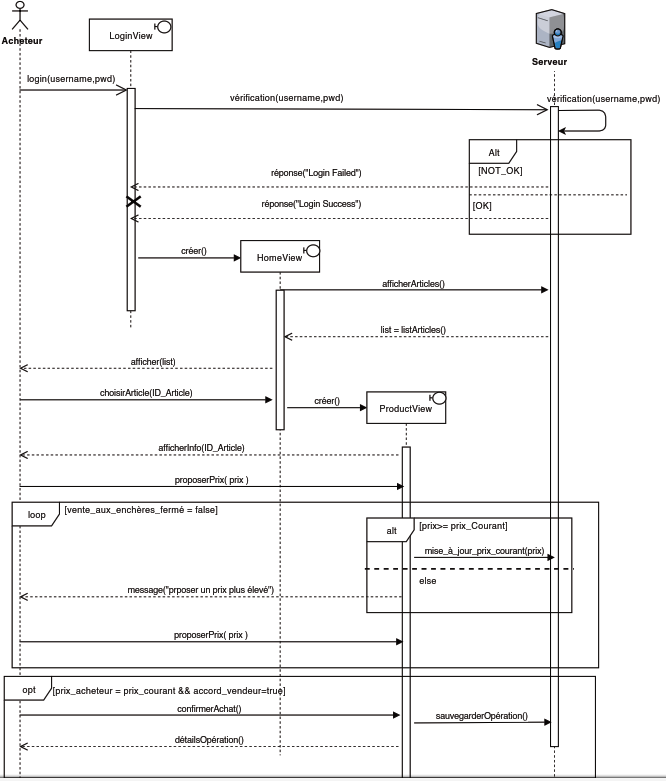 LoginView
Acheteur
Serveur
login(username,pwd)
vérification(username,pwd)
vérification(username,pwd)
Alt
[NOT_OK]
réponse("Login Failed")
réponse("Login Success")
[OK]
créer()
HomeView
afficherArticles()
list = listArticles()
afficher(list)
choisirArticle(ID_Article)
créer()
ProductView
afficherInfo(ID_Article)
proposerPrix( prix )
loop
[vente_aux_enchères_fermé = false]
alt
[prix>= prix_Courant]
mise_à_jour_prix_courant(prix)
else
message("prposer un prix plus élevé")
proposerPrix( prix )
opt
[prix_acheteur = prix_courant && accord_vendeur=true]
confirmerAchat()
sauvegarderOpération()
détailsOpération()